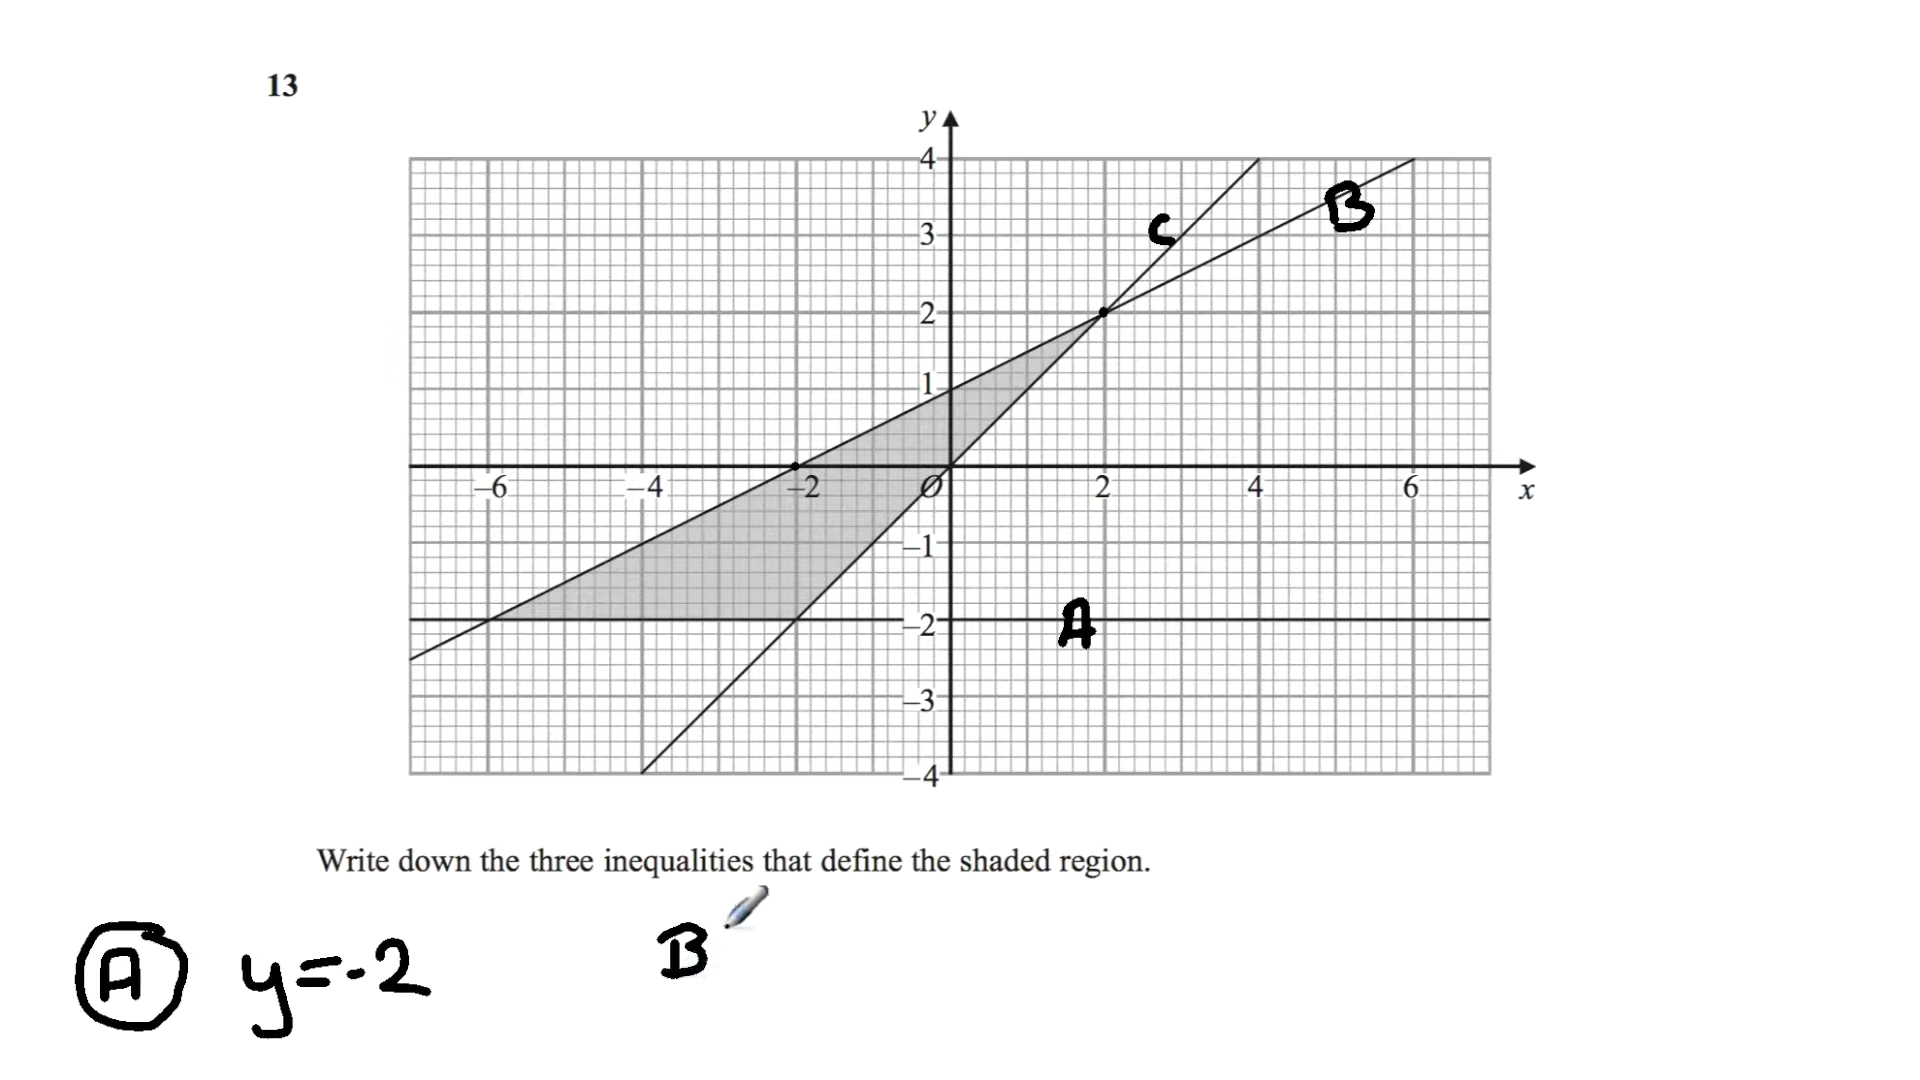 13
y
4
C
B
3
2
1
–6 –4 –2 O 2 4 6 x
–1
–2
A
–3
–4
Write down the three inequalities that define the shaded region.
A y=-2 B